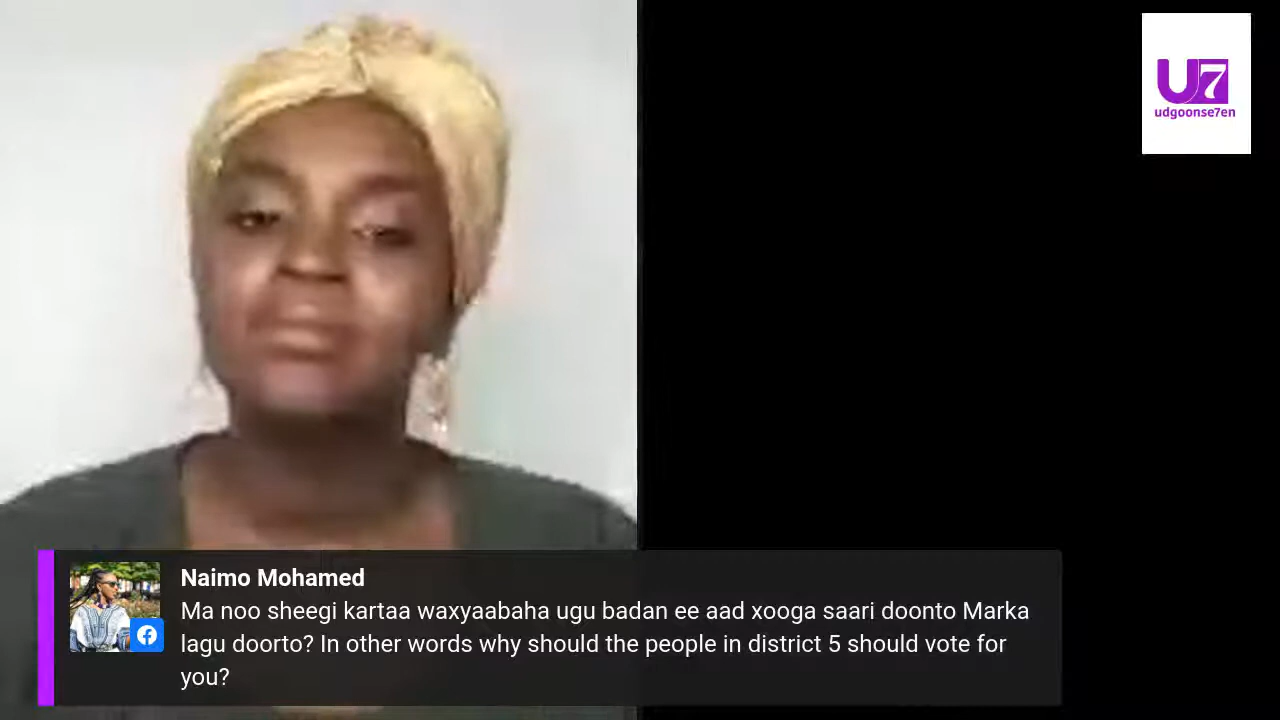 U7
udgoonse7en
Naimo Mohamed
Ma noo sheegi kartaa waxyaabaha ugu badan ee aad xooga saari doonto Marka
lagu doorto? In other words why should the people in district 5 should vote for
you?